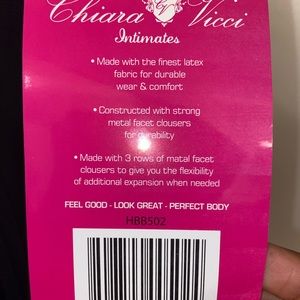 Chiara Vicci
Intimates
• Made with the finest latex
fabric for durable
wear & comfort
• Constructed with strong
metal facet clousers
for durability
• Made with 3 rows of matal facet
clousers to give you the flexibility
of additional expansion when needed
FEEL GOOD - LOOK GREAT - PERFECT BODY
HBB502